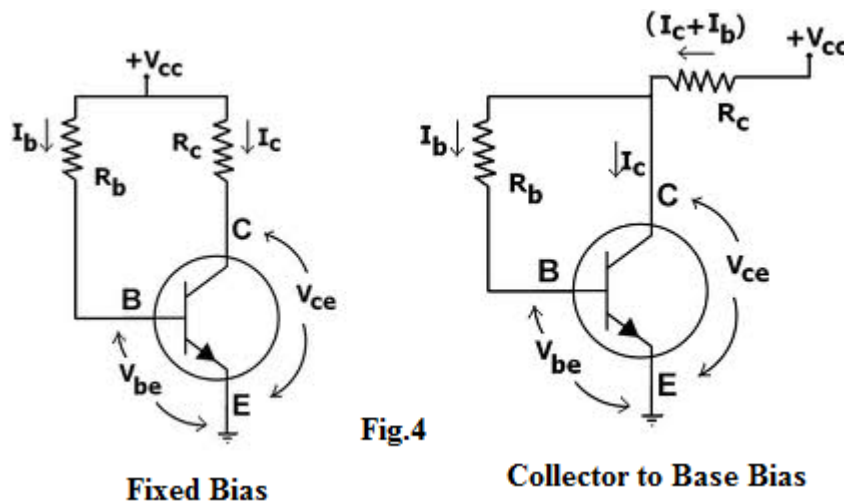 +Vcc
Ib
Rb
Rc
Ic
C
B
Vce
Vbe
E
Fixed Bias
Fig.4
(Ic+Ib)
+Vcc
Rc
Ib
Rb
Ic
C
B
Vce
Vbe
E
Collector to Base Bias